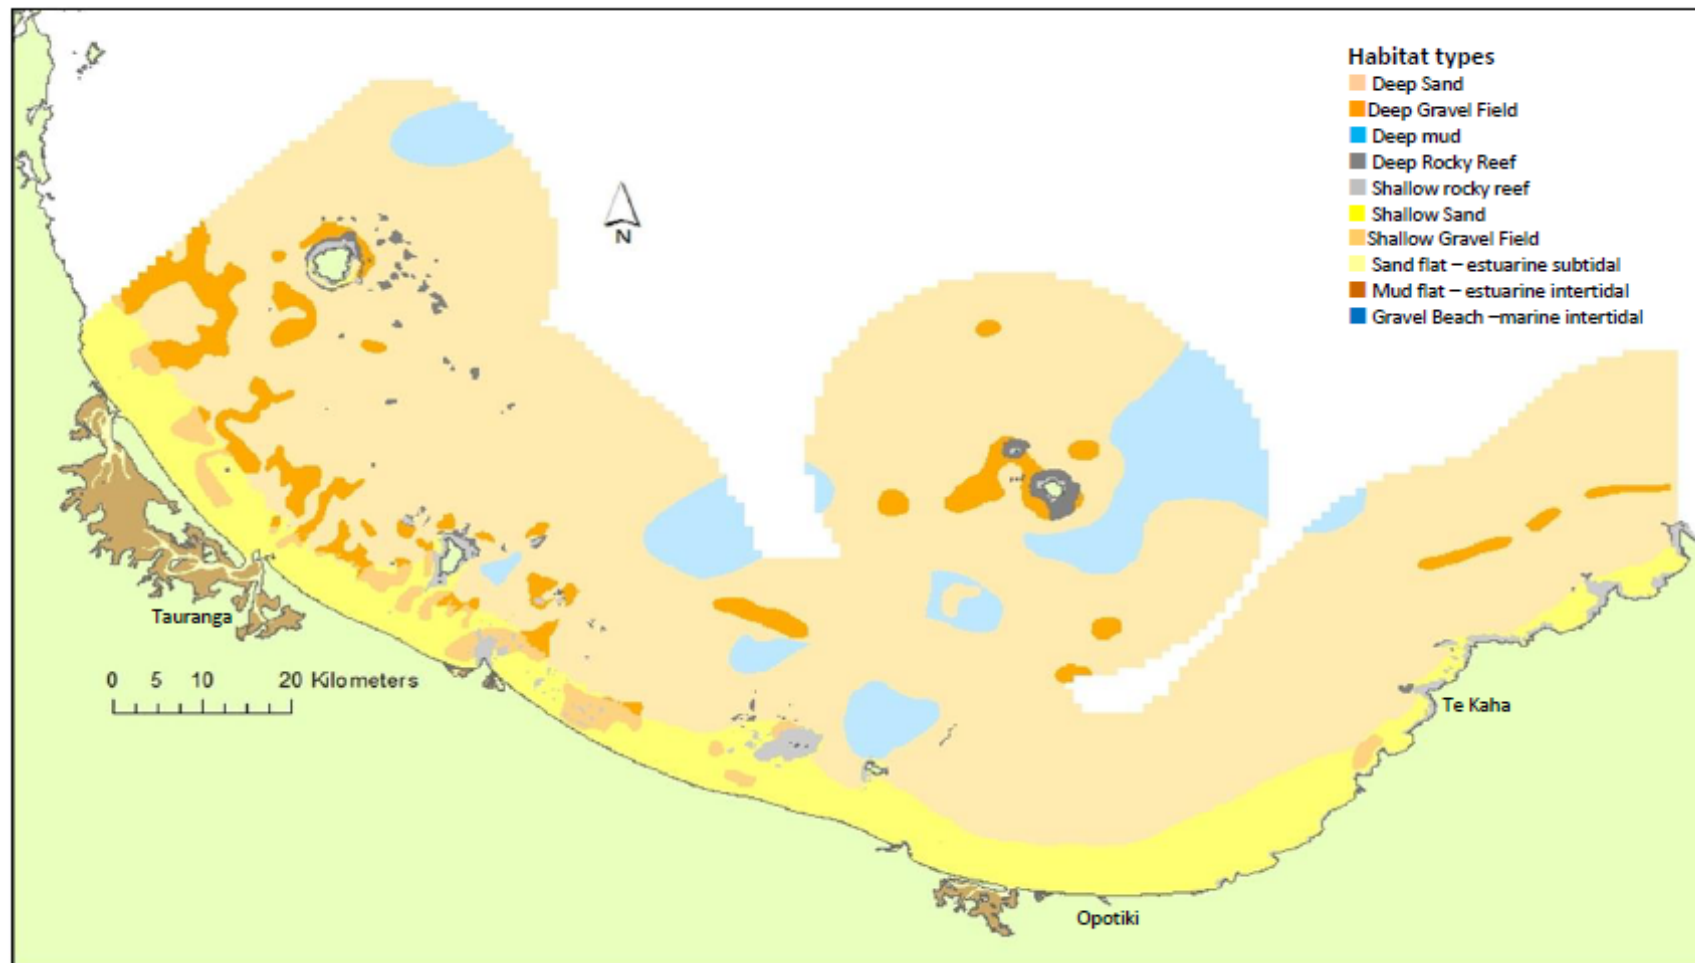 Habitat types
Deep Sand
Deep Gravel Field
Deep mud
Deep Rocky Reef
Shallow rocky reef
Shallow Sand
Shallow Gravel Field
Sand flat – estuarine subtidal
Mud flat – estuarine intertidal
Gravel Beach –marine intertidal
N
Tauranga
0 5 10 20 Kilometers
Te Kaha
Opotiki